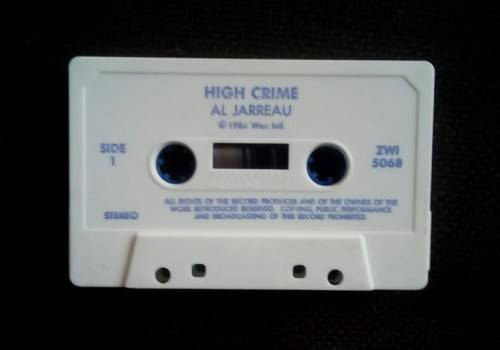 HIGH CRIME
AL JARREAU
© 1984 Wea Intl.
SIDE
1
ZWI
5068
STEREO
ALL RIGHTS OF THE RECORD PRODUCER AND OF THE OWNER OF THE
WORK REPRODUCED RESERVED. COPYING, PUBLIC PERFORMANCE
AND BROADCASTING OF THIS RECORD PROHIBITED.